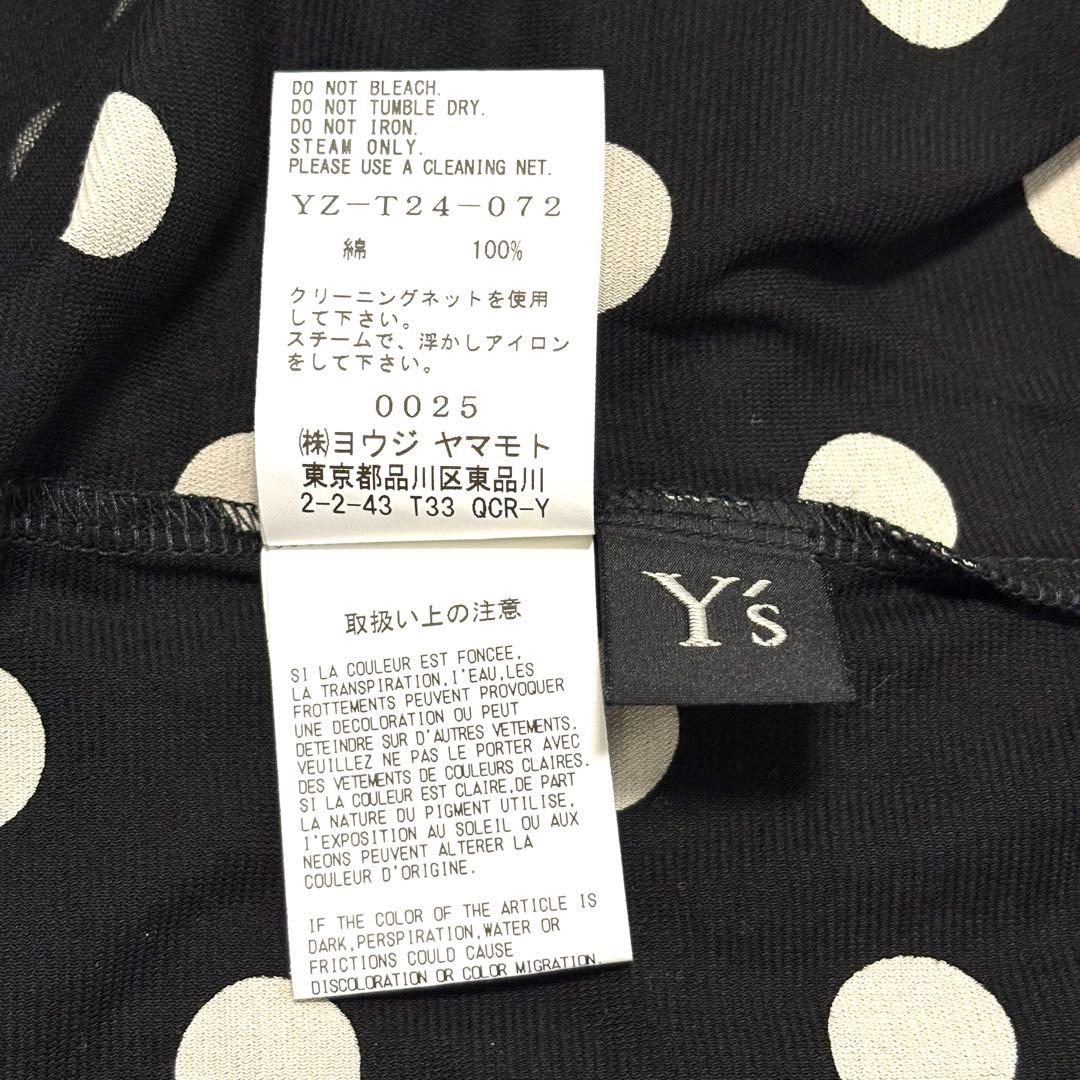 DO NOT BLEACH.
DO NOT TUMBLE DRY.
DO NOT IRON.
STEAM ONLY.
PLEASE USE A CLEANING NET.
YZ-T24-072
綿 100%
クリーニングネットを使用
して下さい。
スチームで、浮かしアイロン
をして下さい。
0025
㈱ヨウジ ヤマモト
東京都品川区東品川
2-2-43 T33 QCR-Y
Y's
取扱い上の注意
SI LA COULEUR EST FONCEE,
LA TRANSPIRATION,I'EAU,LES
FROTTEMENTS PEUVENT PROVOQUER
UNE DECOLORATION OU PEUT
DETEINDRE SUR D'AUTRES VETEMENTS.
VEUILLEZ NE PAS LE PORTER AVEC
DES VETEMENTS DE COULEURS CLAIRES.
SI LA COULEUR EST CLAIRE,DE PART
LA NATURE DU PIGMENT UTILISE,
I'EXPOSITION AU SOLEIL OU AUX
NEONS PEUVENT ALTERER LA
COULEUR D'ORIGINE.
IF THE COLOR OF THE ARTICLE IS
DARK,PERSPIRATION,WATER OR
FRICTIONS COULD CAUSE
DISCOLORATION OR COLOR MIGRATION.